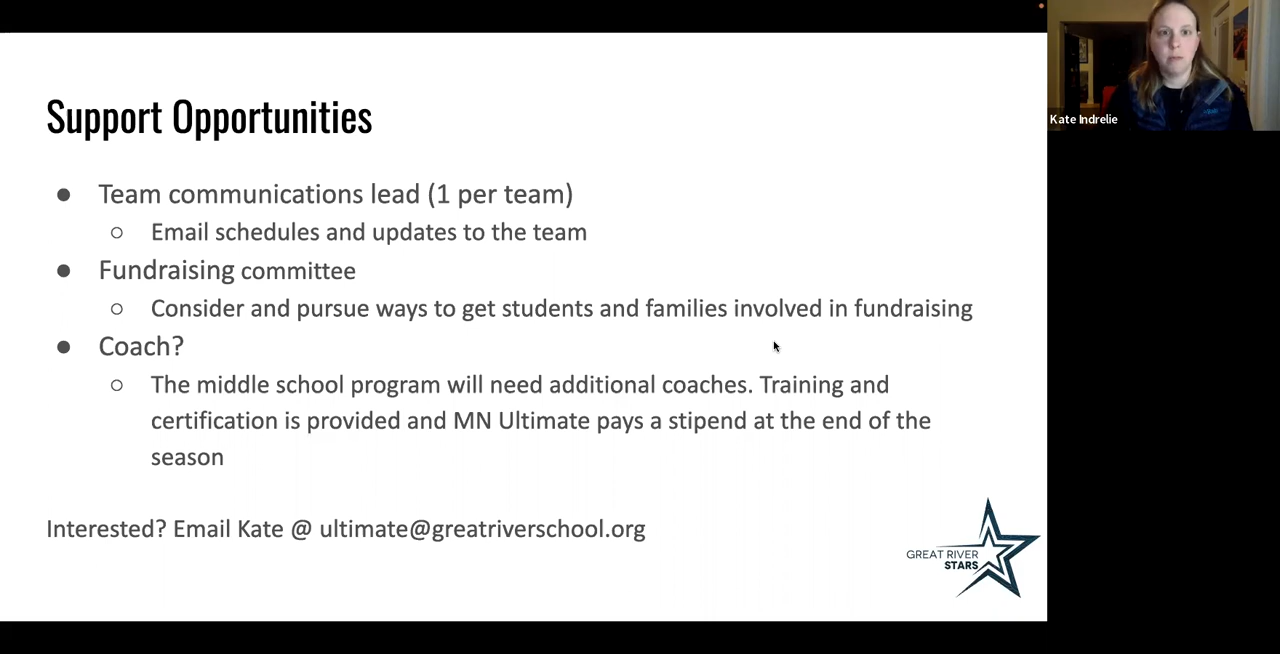 Support Opportunities
● Team communications lead (1 per team)
○ Email schedules and updates to the team
● Fundraising committee
○ Consider and pursue ways to get students and families involved in fundraising
● Coach?
○ The middle school program will need additional coaches. Training and
certification is provided and MN Ultimate pays a stipend at the end of the
season
Interested? Email Kate @ ultimate@greatriverschool.org
GREAT RIVER
STARS
Kate Indrelie